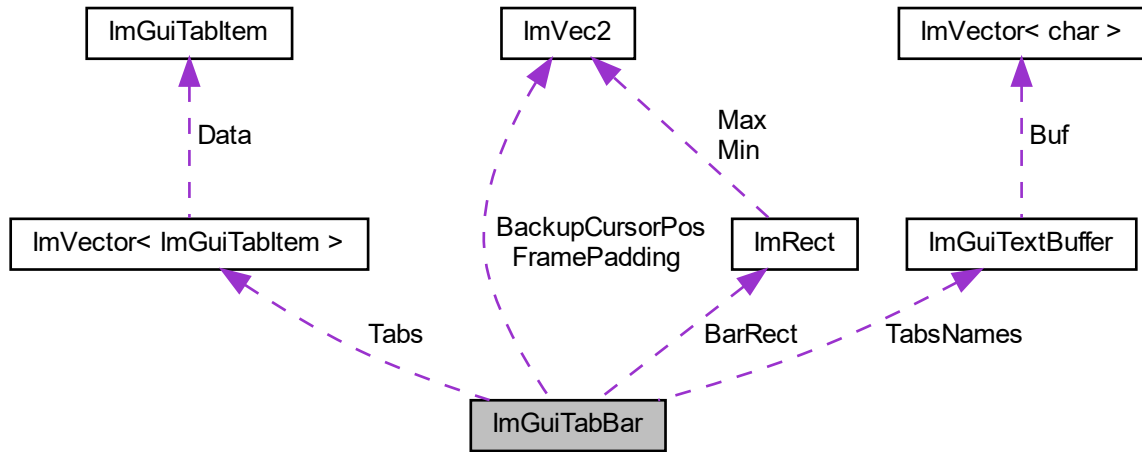 ImGuiTabItem
ImVec2
ImVector< char >
Data
Max
Min
Buf
ImVector< ImGuiTabItem >
BackupCursorPos
FramePadding
ImRect
ImGuiTextBuffer
Tabs
BarRect
TabsNames
ImGuiTabBar